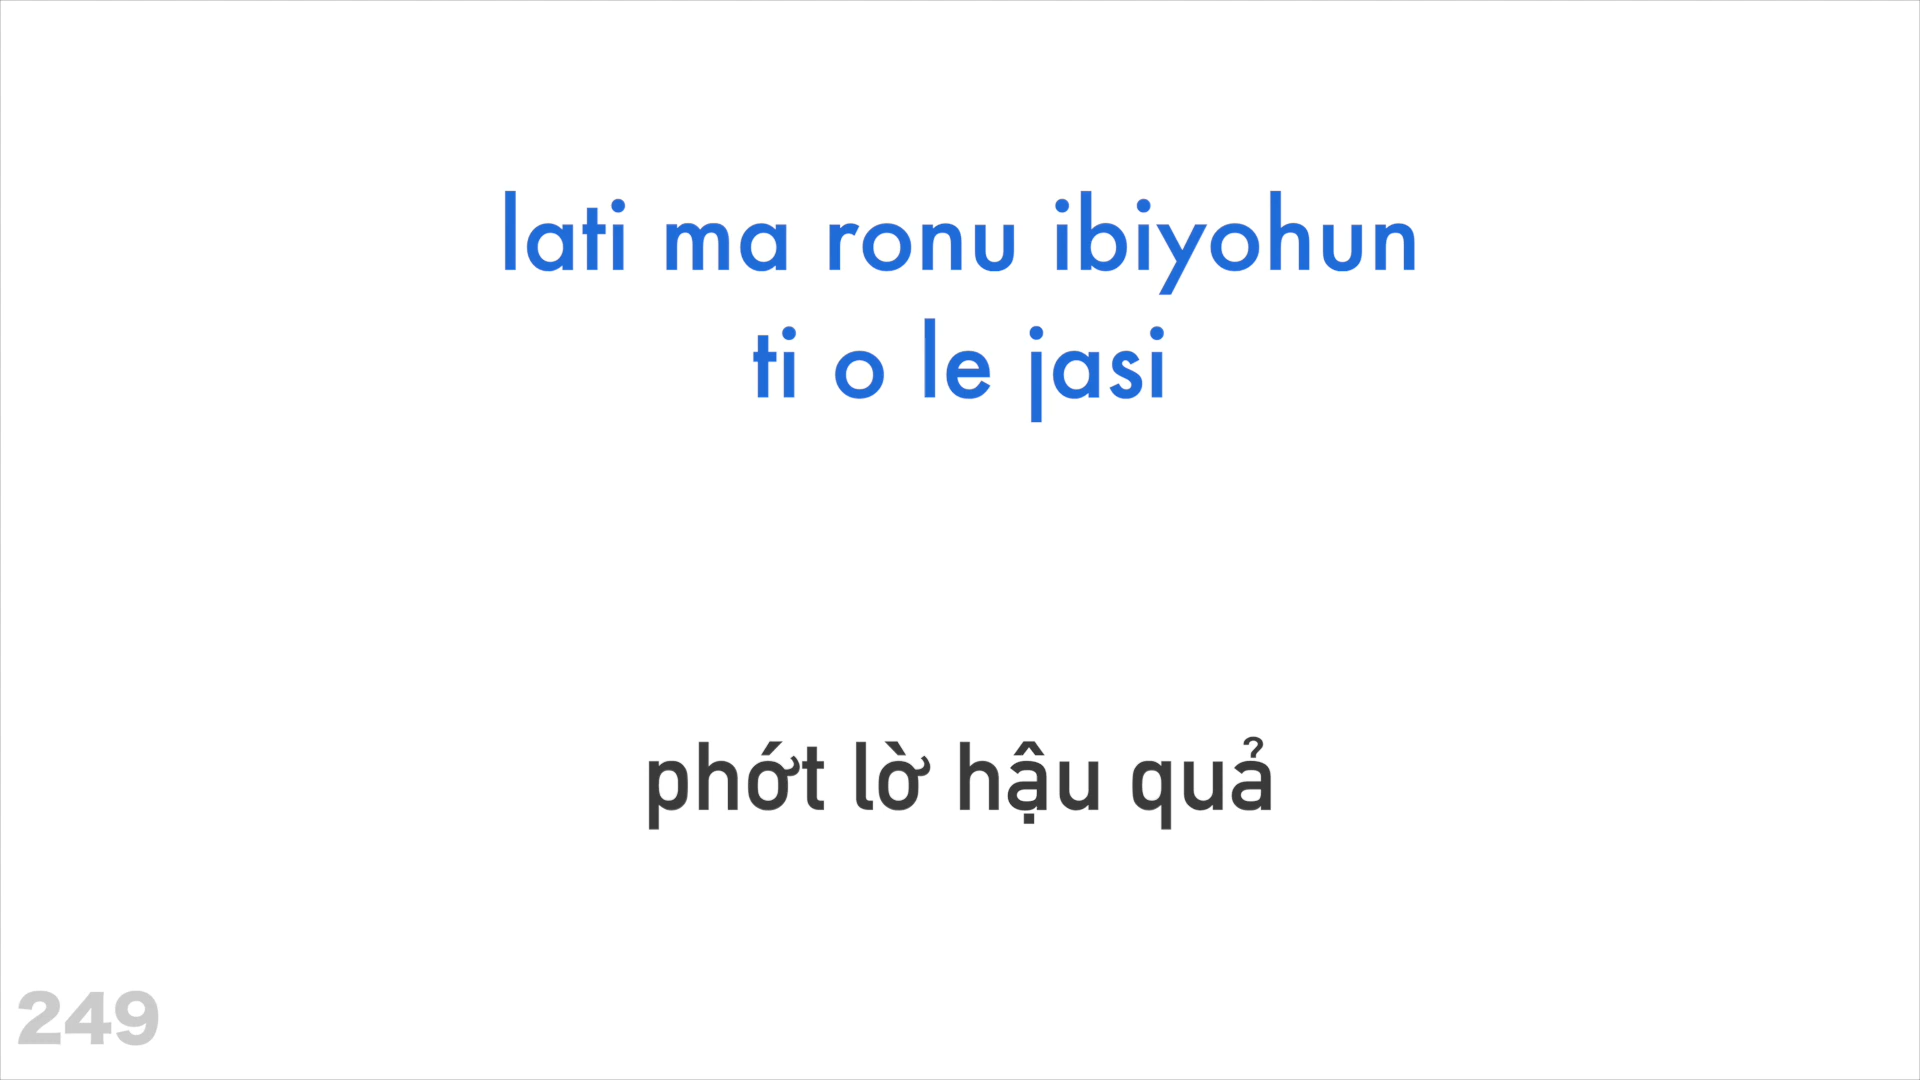 lati ma ronu ibiyohun
ti o le jasi
phớt lờ hậu quả
249